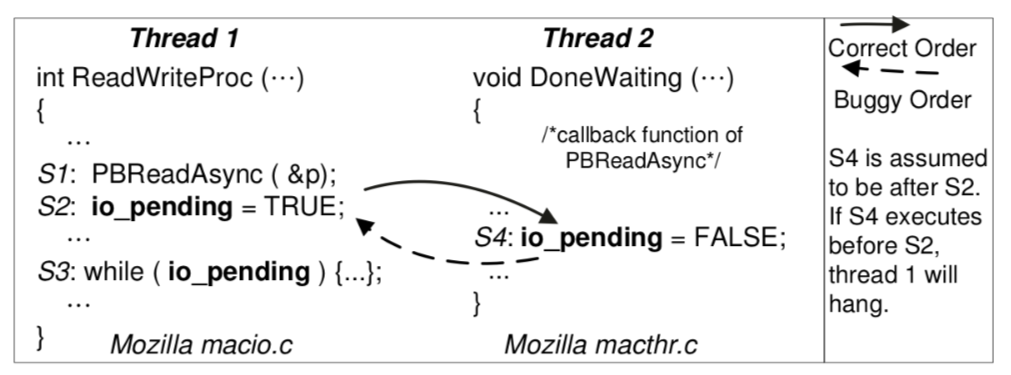 Thread 1
int ReadWriteProc (···)
{
...
S1: PBReadAsync ( &p);
S2: io_pending = TRUE;
...
S3: while ( io_pending ) {...};
...
}
Mozilla macio.c
Thread 2
void DoneWaiting (···)
{
/*callback function of
PBReadAsync*/
...
S4: io_pending = FALSE;
...
}
Mozilla macthr.c
Correct Order
Buggy Order
S4 is assumed
to be after S2.
If S4 executes
before S2,
thread 1 will
hang.